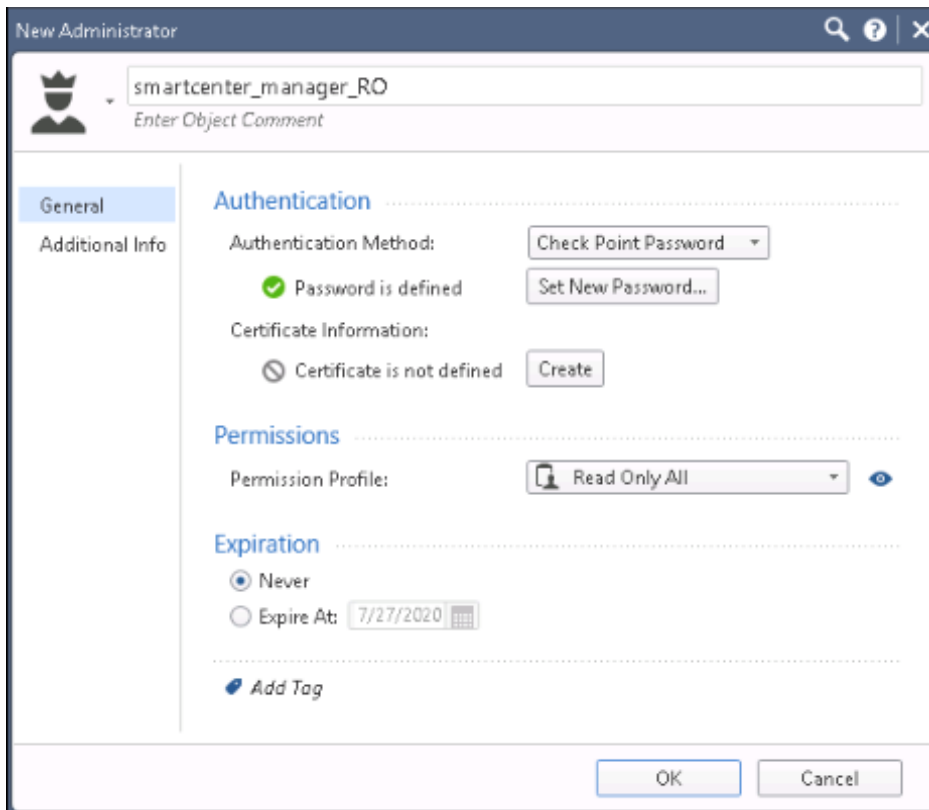 New Administrator
smartcenter_manager_RO
Enter Object Comment
General
Additional Info
Authentication
Authentication Method: Check Point Password
Password is defined Set New Password...
Certificate Information:
Certificate is not defined Create
Permissions
Permission Profile: Read Only All
Expiration
Never
Expire At: 7/27/2020
Add Tag
OK Cancel